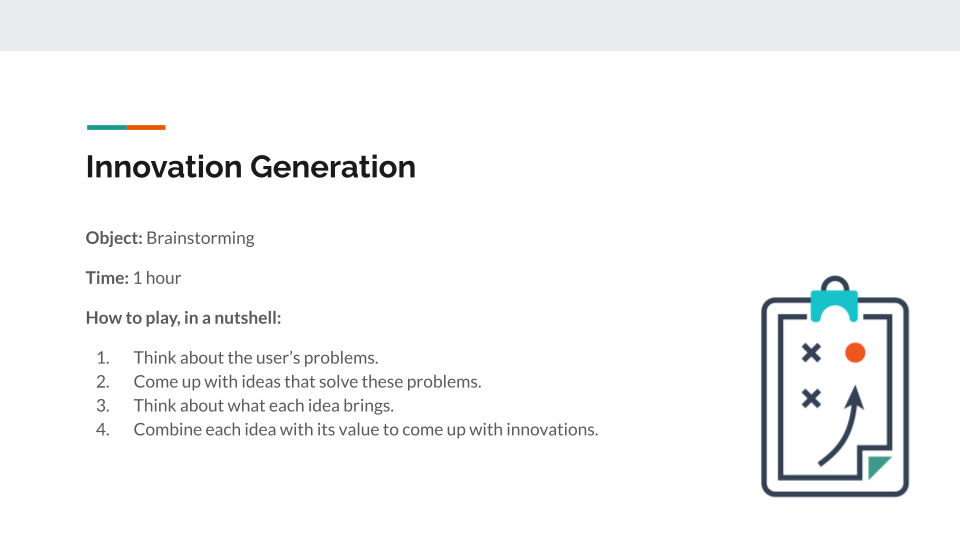 Innovation Generation
Object: Brainstorming
Time: 1 hour
How to play, in a nutshell:
1. Think about the user’s problems.
2. Come up with ideas that solve these problems.
3. Think about what each idea brings.
4. Combine each idea with its value to come up with innovations.